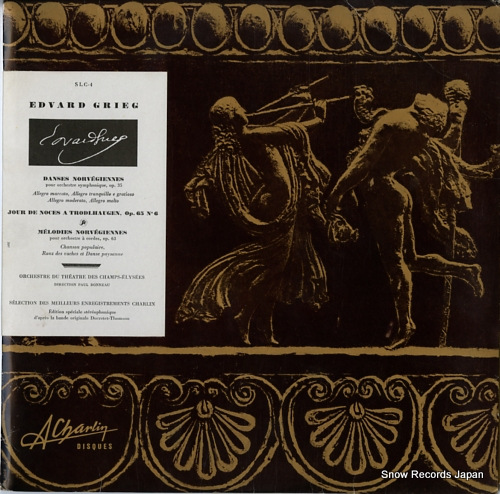 SLC-4
EDVARD GRIEG
DANSES NORVÉGIENNES
pour orchestre symphonique, op. 35
Allegro marcato, Allegro tranquillo e grazioso
Allegro moderato, Allegro molto
JOUR DE NOCES A THODLHAUGEN, Op. 65 N° 6
MÉLODIES NORVÉGIENNES
pour orchestre à cordes, op. 63
Chanson populaire,
Ranz des vaches et Danse paysanne
ORCHESTRE DU THÉATRE DES CHAMPS-ÉLYSÉES
DIRECTION PAUL BONNEAU
SÉLECTION DES MEILLEURS ENREGISTREMENTS CHARLIN
Edition spéciale stéréophonique
d'après la bande originale Ducretet-Thomson
ACharlin
DISQUES
Snow Records Japan